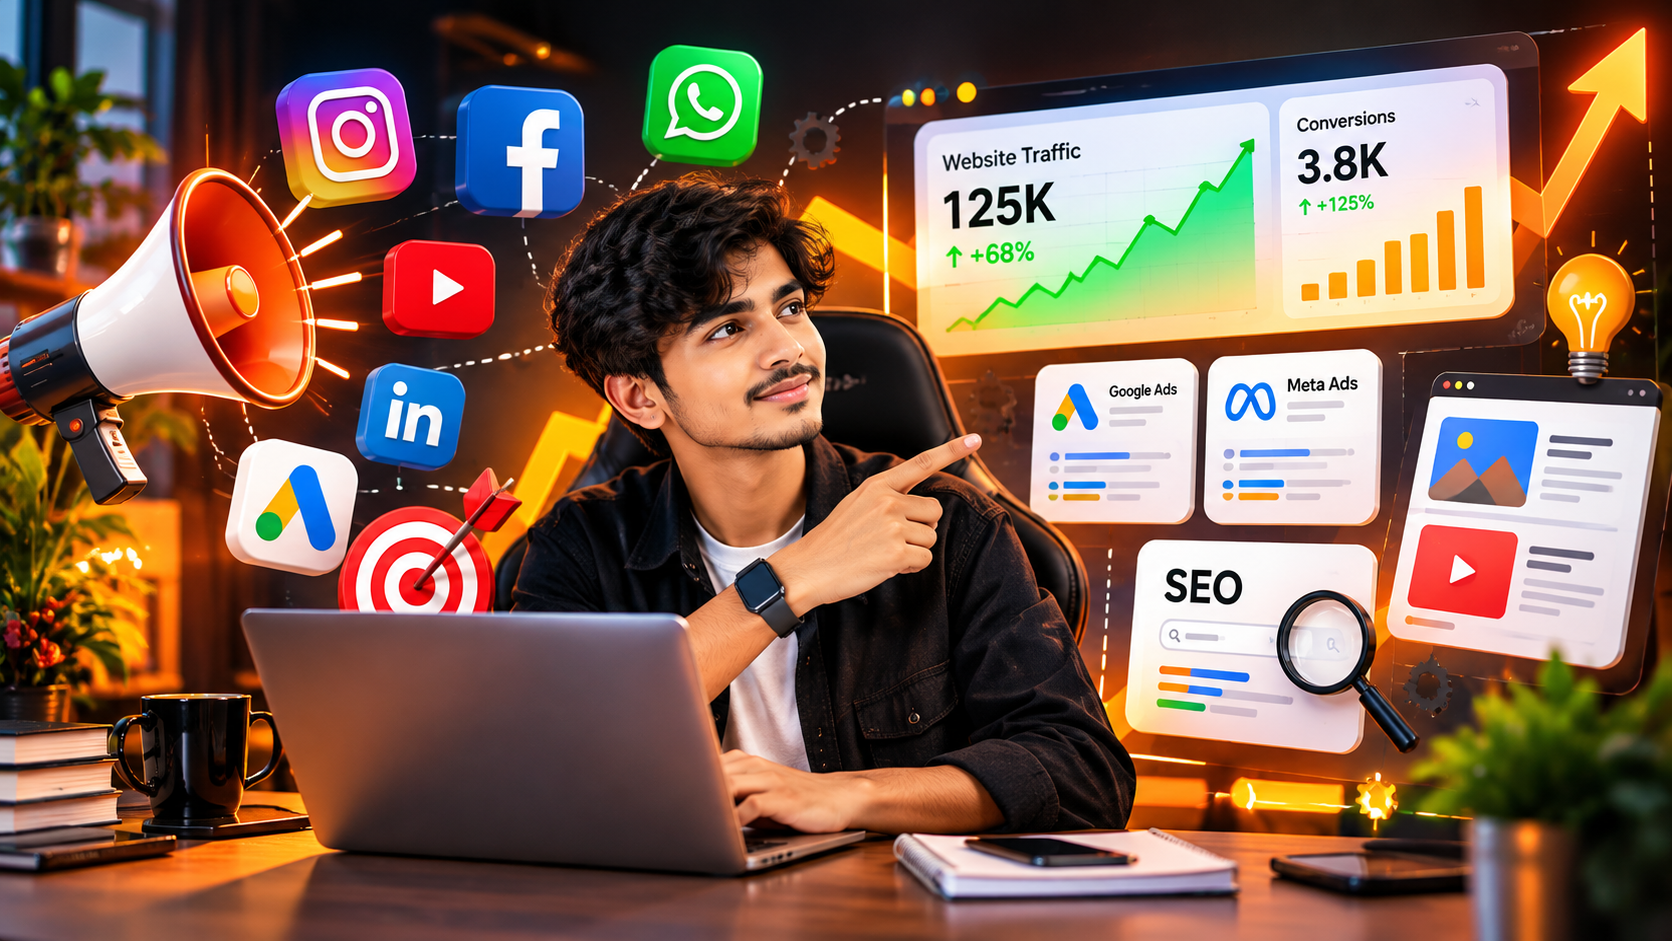 in
Website Traffic
125K
↑ +68%
Conversions
3.8K
↑ +125%
Google Ads
Meta Ads
SEO